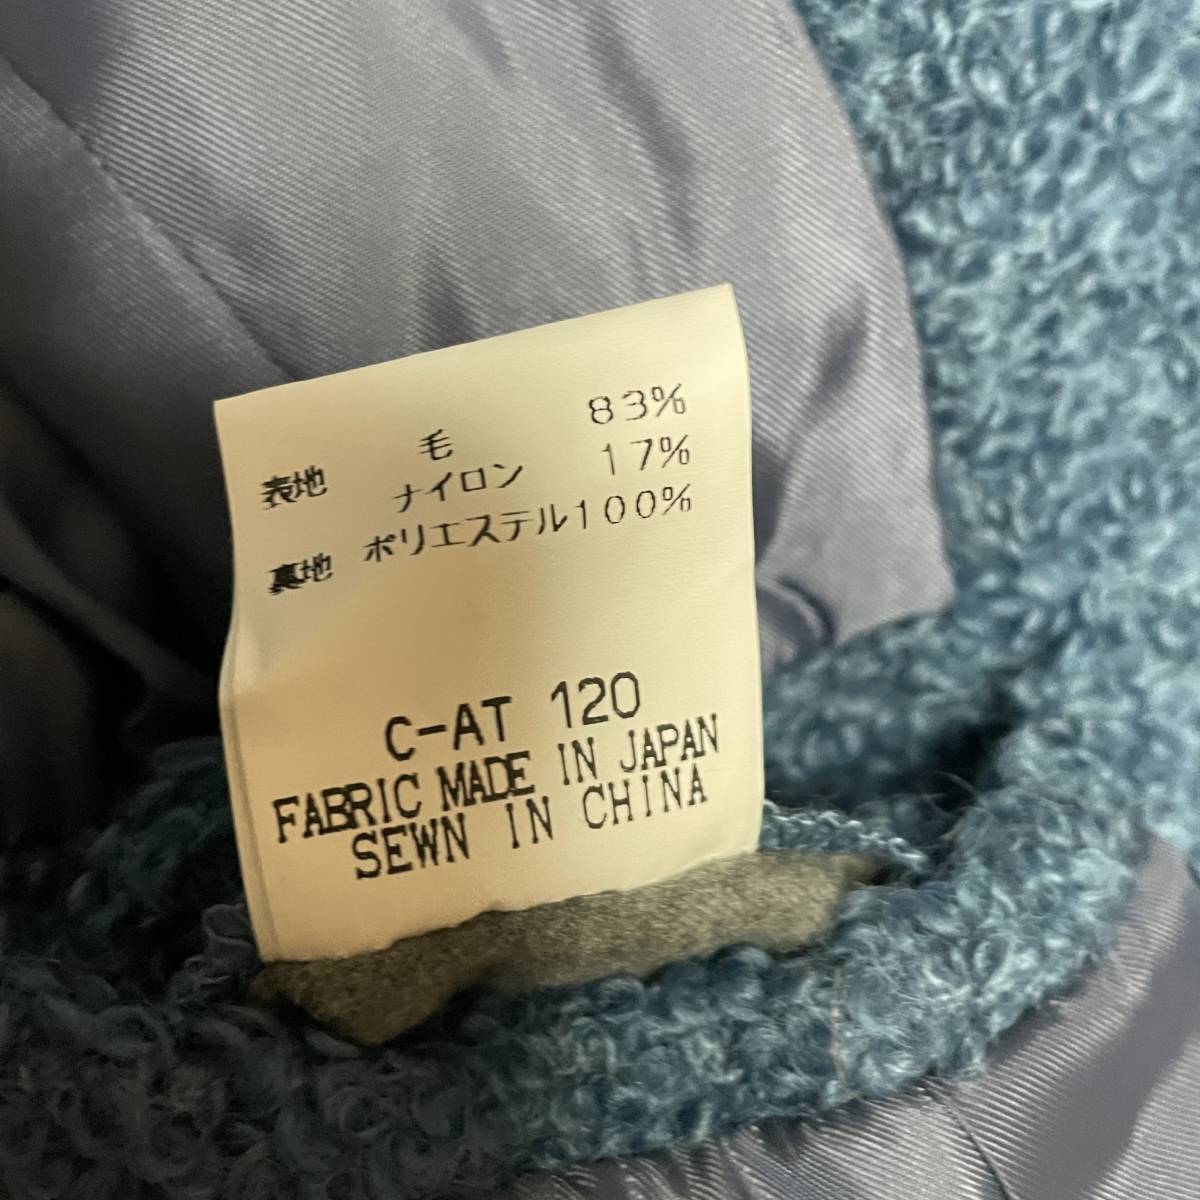 表地 毛 83%
ナイロン 17%
裏地 ポリエステル100%
C-AT 120
FABRIC MADE IN JAPAN
SEWN IN CHINA